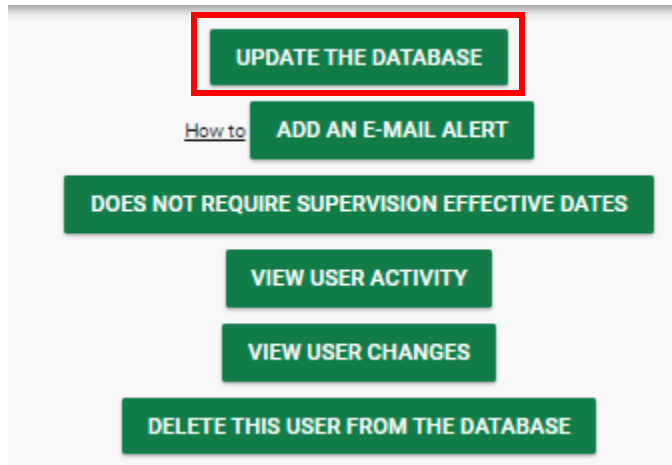 UPDATE THE DATABASE
How to ADD AN E-MAIL ALERT
DOES NOT REQUIRE SUPERVISION EFFECTIVE DATES
VIEW USER ACTIVITY
VIEW USER CHANGES
DELETE THIS USER FROM THE DATABASE